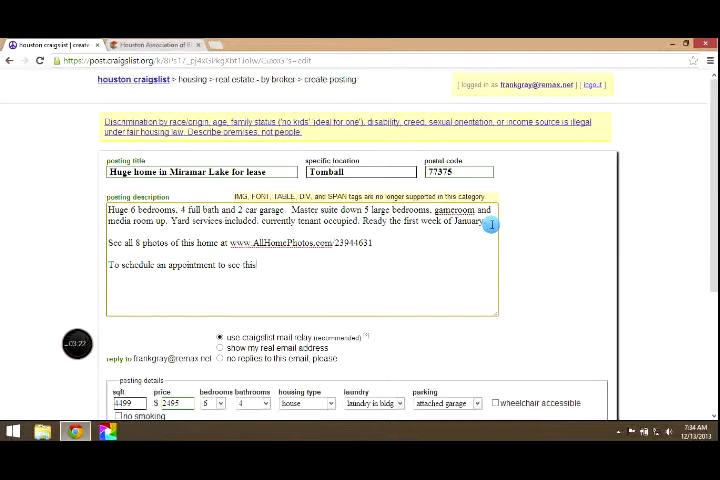 houston craigslist | create
Houston Association of RE
https://post.craigslist.org/k/
houston craigslist > housing > real estate - by broker > create posting
[ logged in as frankgray@remax.net ] [ logout ]
Discrimination by race/origin, age, family status ('no kids' 'ideal for one'), disability, creed, sexual orientation, or income source is illegal
under fair housing law. Describe premises, not people.
posting title specific location postal code
Huge home in Miramar Lake for lease Tomball 77375
posting description IMG, FONT, TABLE, DIV, and SPAN tags are no longer supported in this category.
Huge 6 bedrooms, 4 full bath and 2 car garage. Master suite down 5 large bedrooms, gameroom and
media room up. Yard services included, currently tenant occupied. Ready the first week of January.
See all 8 photos of this home at www.AllHomePhotos.com/23944631
To schedule an appointment to see this
03:22
use craigslist mail relay (recommended) [?]
show my real email address
reply to frankgray@remax.net no replies to this email, please
posting details
sqft price bedrooms bathrooms housing type laundry parking
4499 $ 2495 6 4 house laundry in bldg attached garage wheelchair accessible
no smoking
7:34 AM
12/13/2013